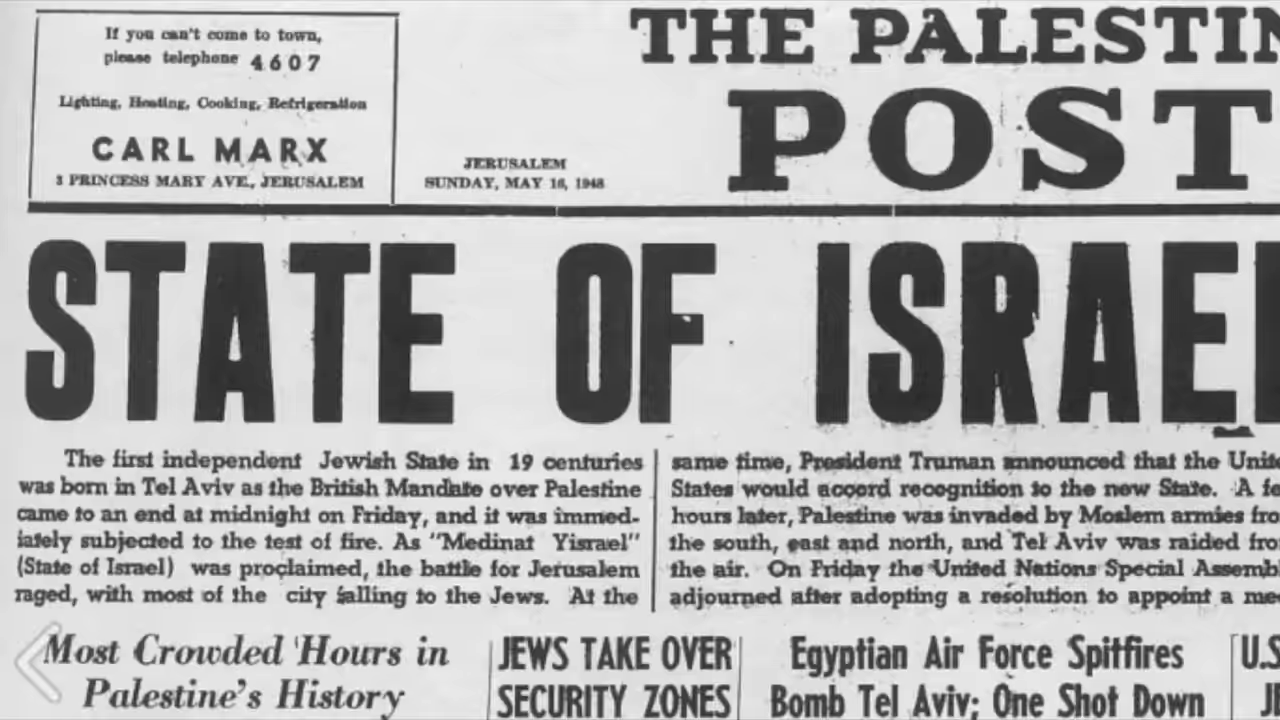 If you can't come to town,
please telephone 4607
Lighting, Heating, Cooking, Refrigeration
CARL MARX
3 PRINCESS MARY AVE., JERUSALEM
JERUSALEM
SUNDAY, MAY 16, 1948
THE PALESTIN
POST
STATE OF ISRAEL
The first independent Jewish State in 19 centuries
was born in Tel Aviv as the British Mandate over Palestine
came to an end at midnight on Friday, and it was immed-
iately subjected to the test of fire. As "Medinat Yisrael"
(State of Israel) was proclaimed, the battle for Jerusalem
raged, with most of the city falling to the Jews. At the
same time, President Truman announced that the Unite
States would accord recognition to the new State. A fe
hours later, Palestine was invaded by Moslem armies fro
the south, east and north, and Tel Aviv was raided fro
the air. On Friday the United Nations Special Assembl
adjourned after adopting a resolution to appoint a me
Most Crowded Hours in
Palestine's History
JEWS TAKE OVER
SECURITY ZONES
Egyptian Air Force Spitfires
Bomb Tel Aviv; One Shot Down
U.S